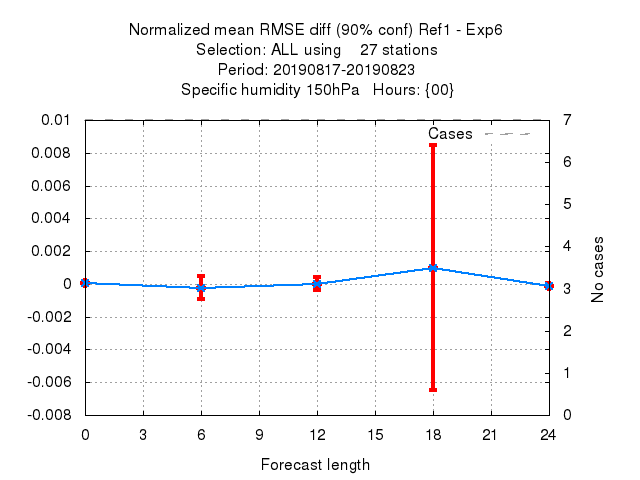 Normalized mean RMSE diff (90% conf) Ref1 - Exp6
Selection: ALL using 27 stations
Period: 20190817-20190823
Specific humidity 150hPa Hours: {00}
Cases
0.01
0.008
0.006
0.004
0.002
0
-0.002
-0.004
-0.006
-0.008
7
6
5
4
3
2
1
0
No cases
0 3 6 9 12 15 18 21 24
Forecast length